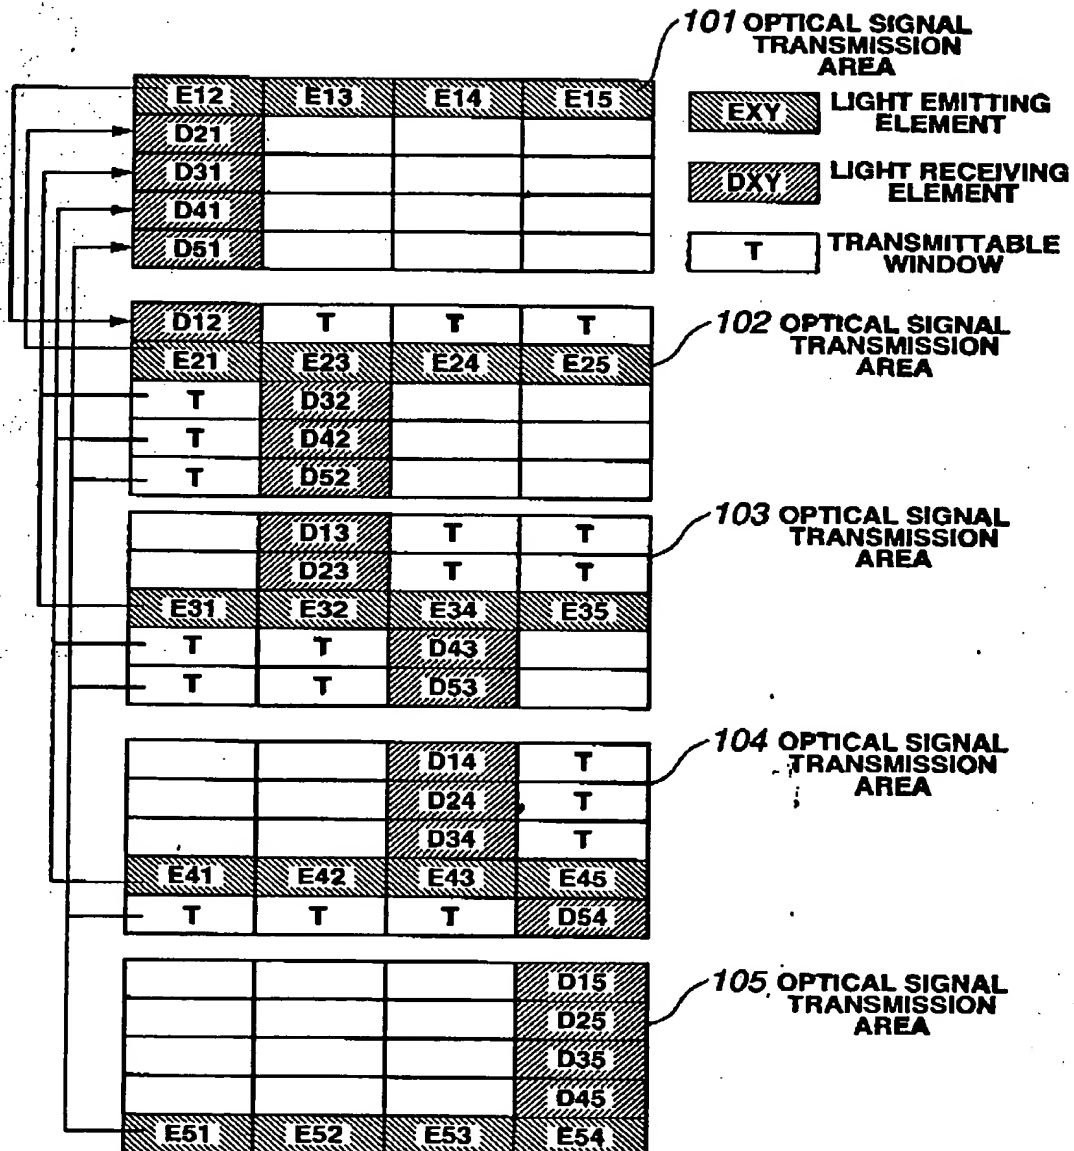 101 OPTICAL SIGNAL
TRANSMISSION
AREA
E12 E13 E14 E15
D21
D31
D41
D51
EXY LIGHT EMITTING
ELEMENT
DXY LIGHT RECEIVING
ELEMENT
T TRANSMITTABLE
WINDOW
D12 T T T
E21 E23 E24 E25
T D32
T D42
T D52
102 OPTICAL SIGNAL
TRANSMISSION
AREA
D13 T T
D23 T T
E31 E32 E34 E35
T T D43
T T D53
103 OPTICAL SIGNAL
TRANSMISSION
AREA
D14 T
D24 T
D34 T
E41 E42 E43 E45
T T T D54
104 OPTICAL SIGNAL
TRANSMISSION
AREA
D15
D25
D35
D45
E51 E52 E53 E54
105 OPTICAL SIGNAL
TRANSMISSION
AREA